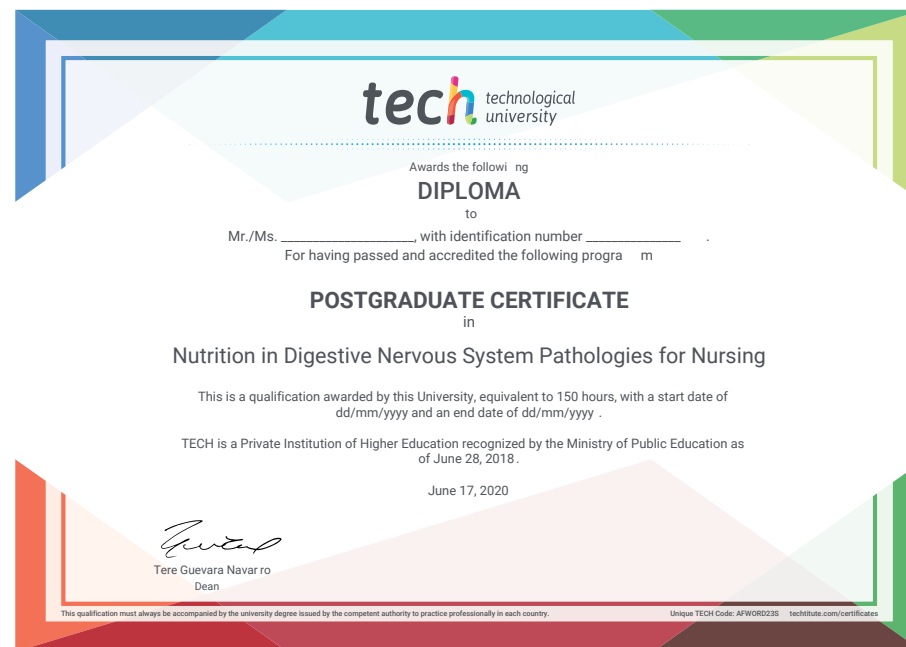 tech technological
university
Awards the followi ng
DIPLOMA
to
Mr./Ms. _____________________, with identification number _______________ .
For having passed and accredited the following progra m
POSTGRADUATE CERTIFICATE
in
Nutrition in Digestive Nervous System Pathologies for Nursing
This is a qualification awarded by this University, equivalent to 150 hours, with a start date of
dd/mm/yyyy and an end date of dd/mm/yyyy .
TECH is a Private Institution of Higher Education recognized by the Ministry of Public Education as
of June 28, 2018 .
June 17, 2020
Tere Guevara Navar ro
Dean
This qualification must always be accompanied by the university degree issued by the competent authority to practice professionally in each country. Unique TECH Code: AFWORD23S techtitute.com/certificates